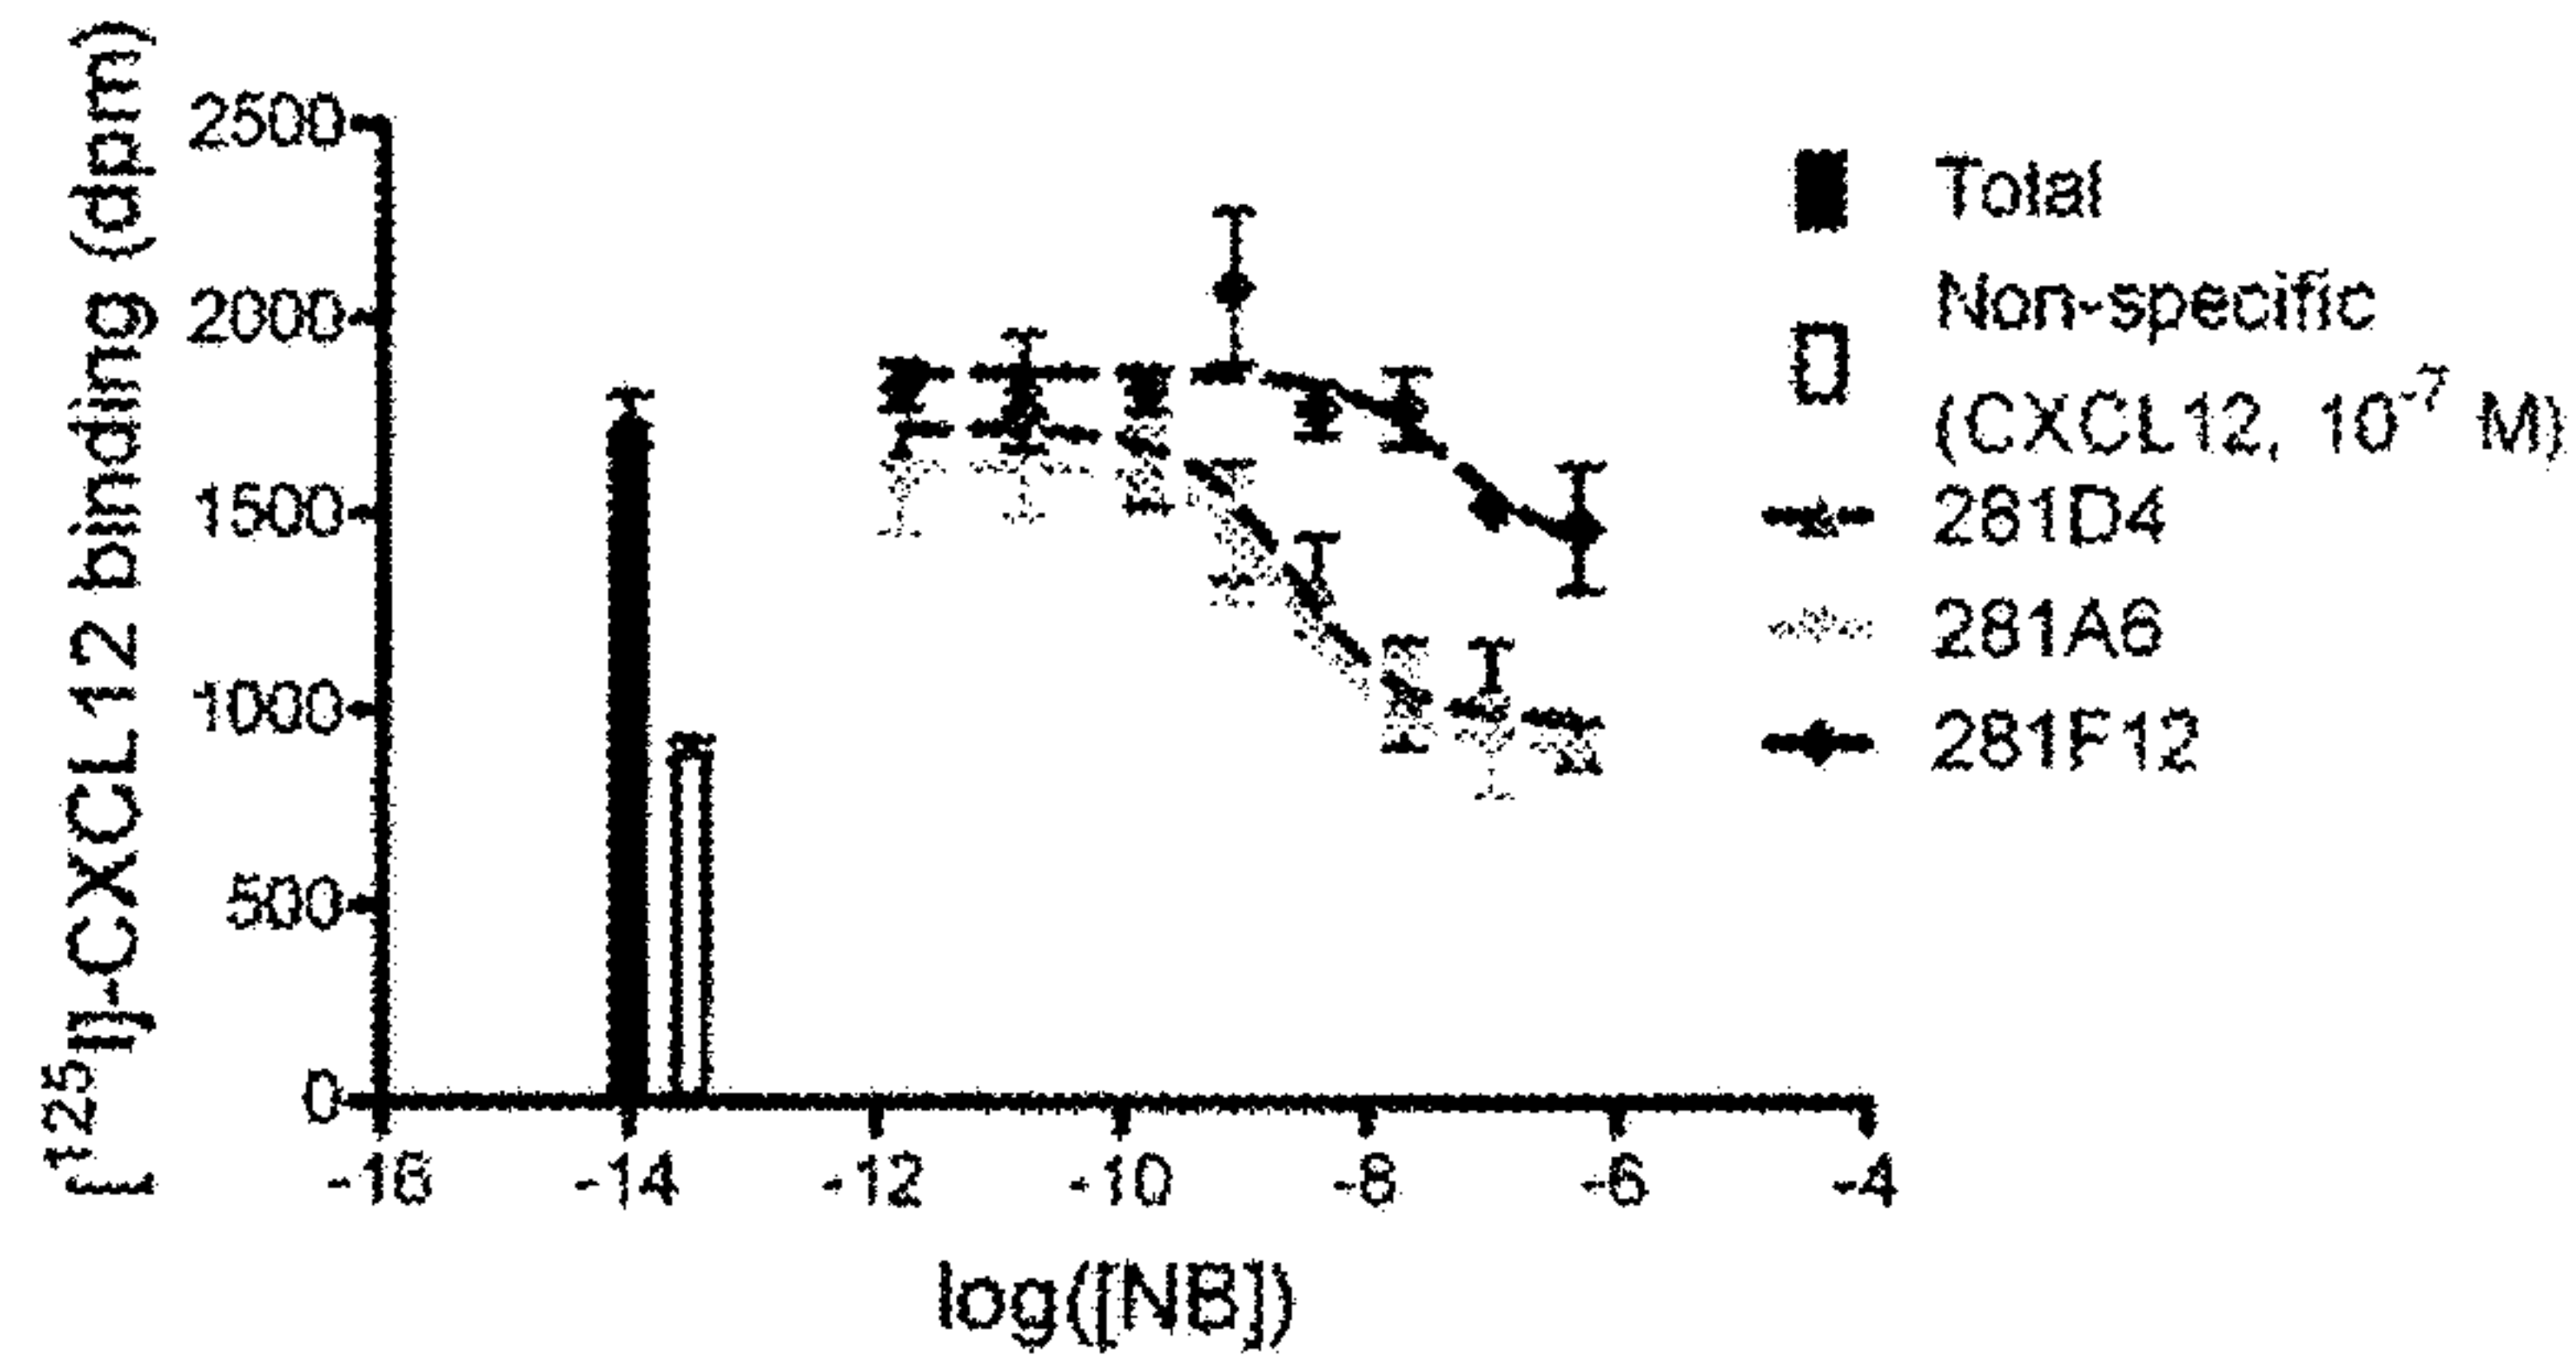 [125I]-CXCL12 binding (dpm)
2500
2000
1500
1000
500
0
-16
-14
-12
-10
-8
-6
-4
log([NB])
Total
Non-specific
(CXCL12, 10-7 M)
281D4
281A6
281F12